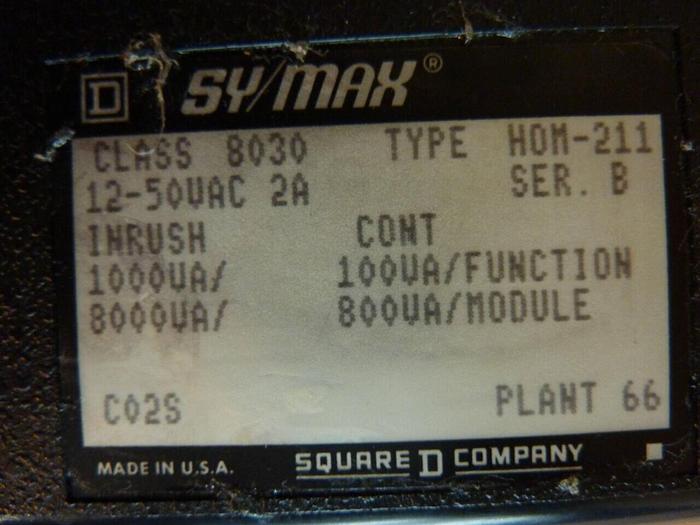 D SY/MAX®
CLASS 8030 TYPE HOM-211
12-50VAC 2A SER. B
INRUSH CONT
1000VA/ 100VA/FUNCTION
8000VA/ 800VA/MODULE
C02S PLANT 66
MADE IN U.S.A. SQUARE D COMPANY